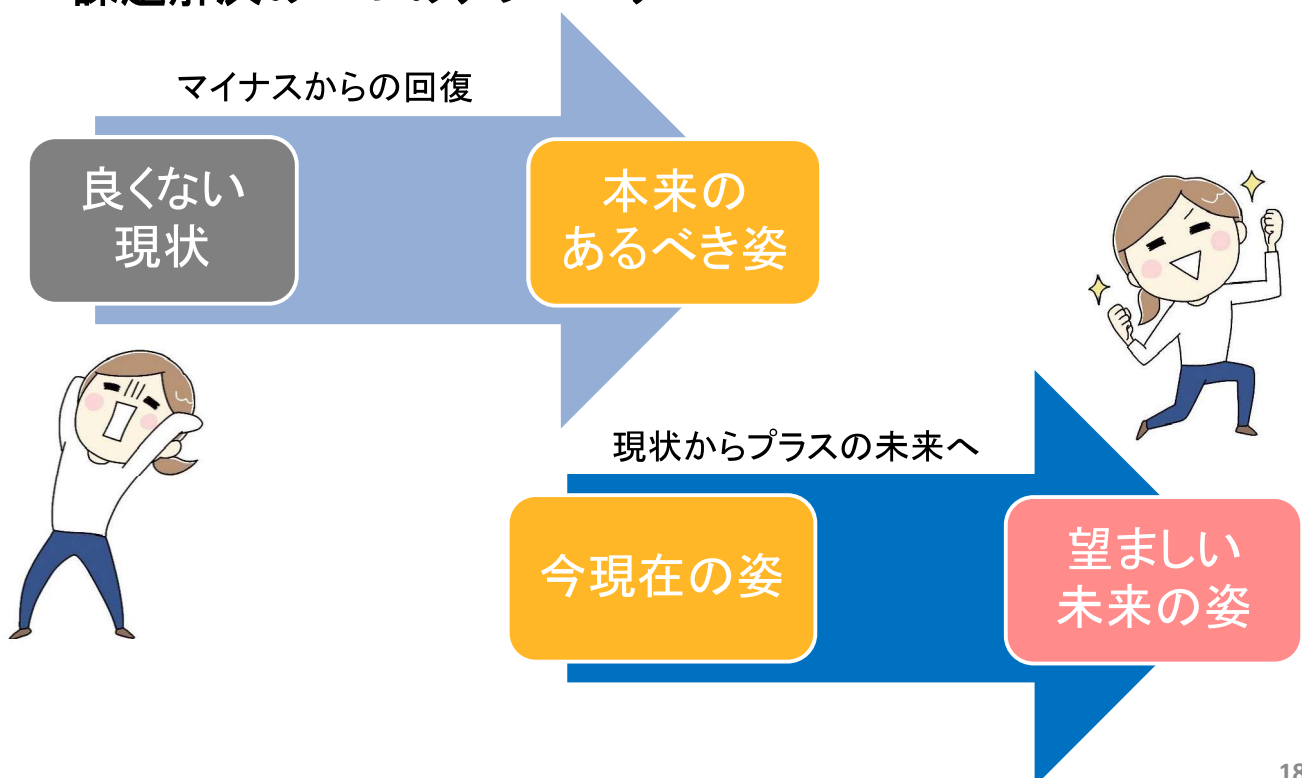 マイナスからの回復
良くない
現状
本来の
あるべき姿
現状からプラスの未来へ
今現在の姿
望ましい
未来の姿
18